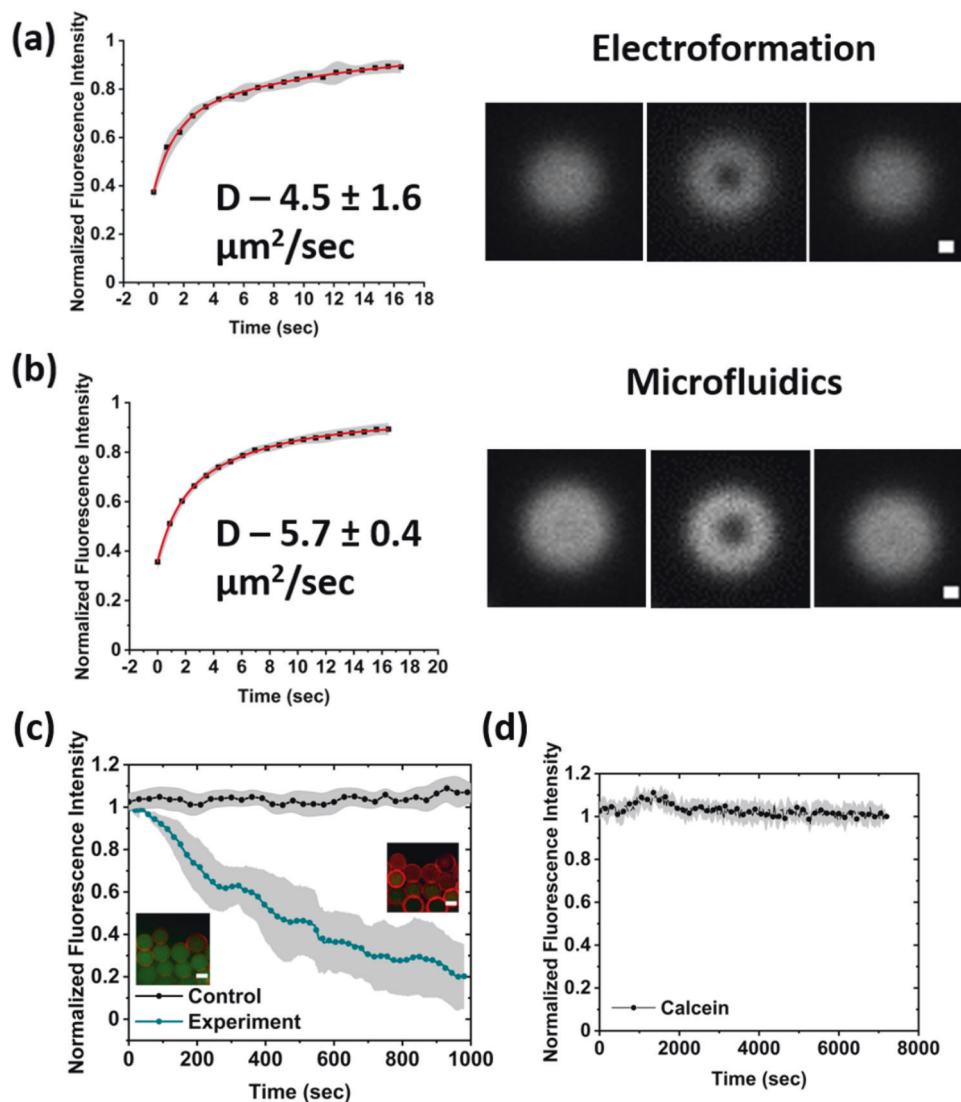 (a)
Electroformation
Normalized Fluorescence Intensity
1
0.8
0.6
0.4
0.2
0
-2 0 2 4 6 8 10 12 14 16 18
Time (sec)
D – 4.5 ± 1.6
μm²/sec
(b)
Microfluidics
Normalized Fluorescence Intensity
1
0.8
0.6
0.4
0.2
0
-2 0 2 4 6 8 10 12 14 16 18 20
Time (sec)
D – 5.7 ± 0.4
μm²/sec
(c)
Normalized Fluorescence Intensity
1.2
1
0.8
0.6
0.4
0.2
0
0 200 400 600 800 1000
Time (sec)
Control
Experiment
(d)
Normalized Fluorescence Intensity
1.2
1
0.8
0.6
0.4
0.2
0
0 2000 4000 6000 8000
Time (sec)
Calcein